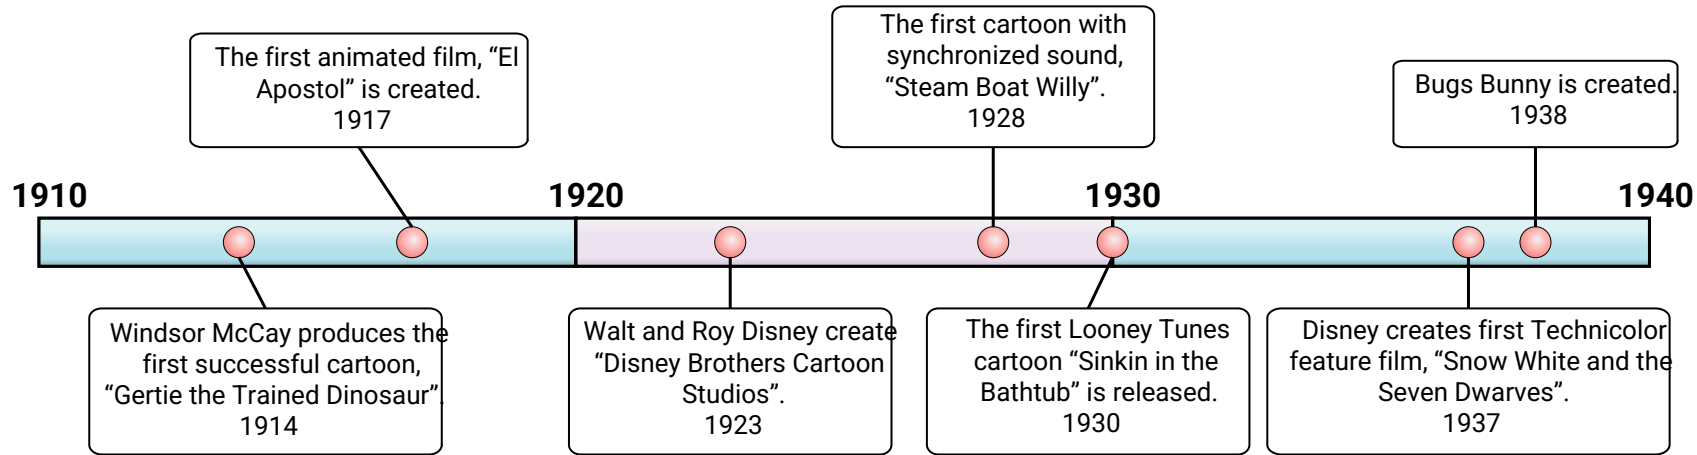 The first animated film, “El
Apostol” is created.
1917
The first cartoon with
synchronized sound,
“Steam Boat Willy”.
1928
Bugs Bunny is created.
1938
1910
1920
1930
1940
Windsor McCay produces the
first successful cartoon,
“Gertie the Trained Dinosaur”.
1914
Walt and Roy Disney create
“Disney Brothers Cartoon
Studios”.
1923
The first Looney Tunes
cartoon “Sinkin in the
Bathtub” is released.
1930
Disney creates first Technicolor
feature film, “Snow White and the
Seven Dwarves”.
1937